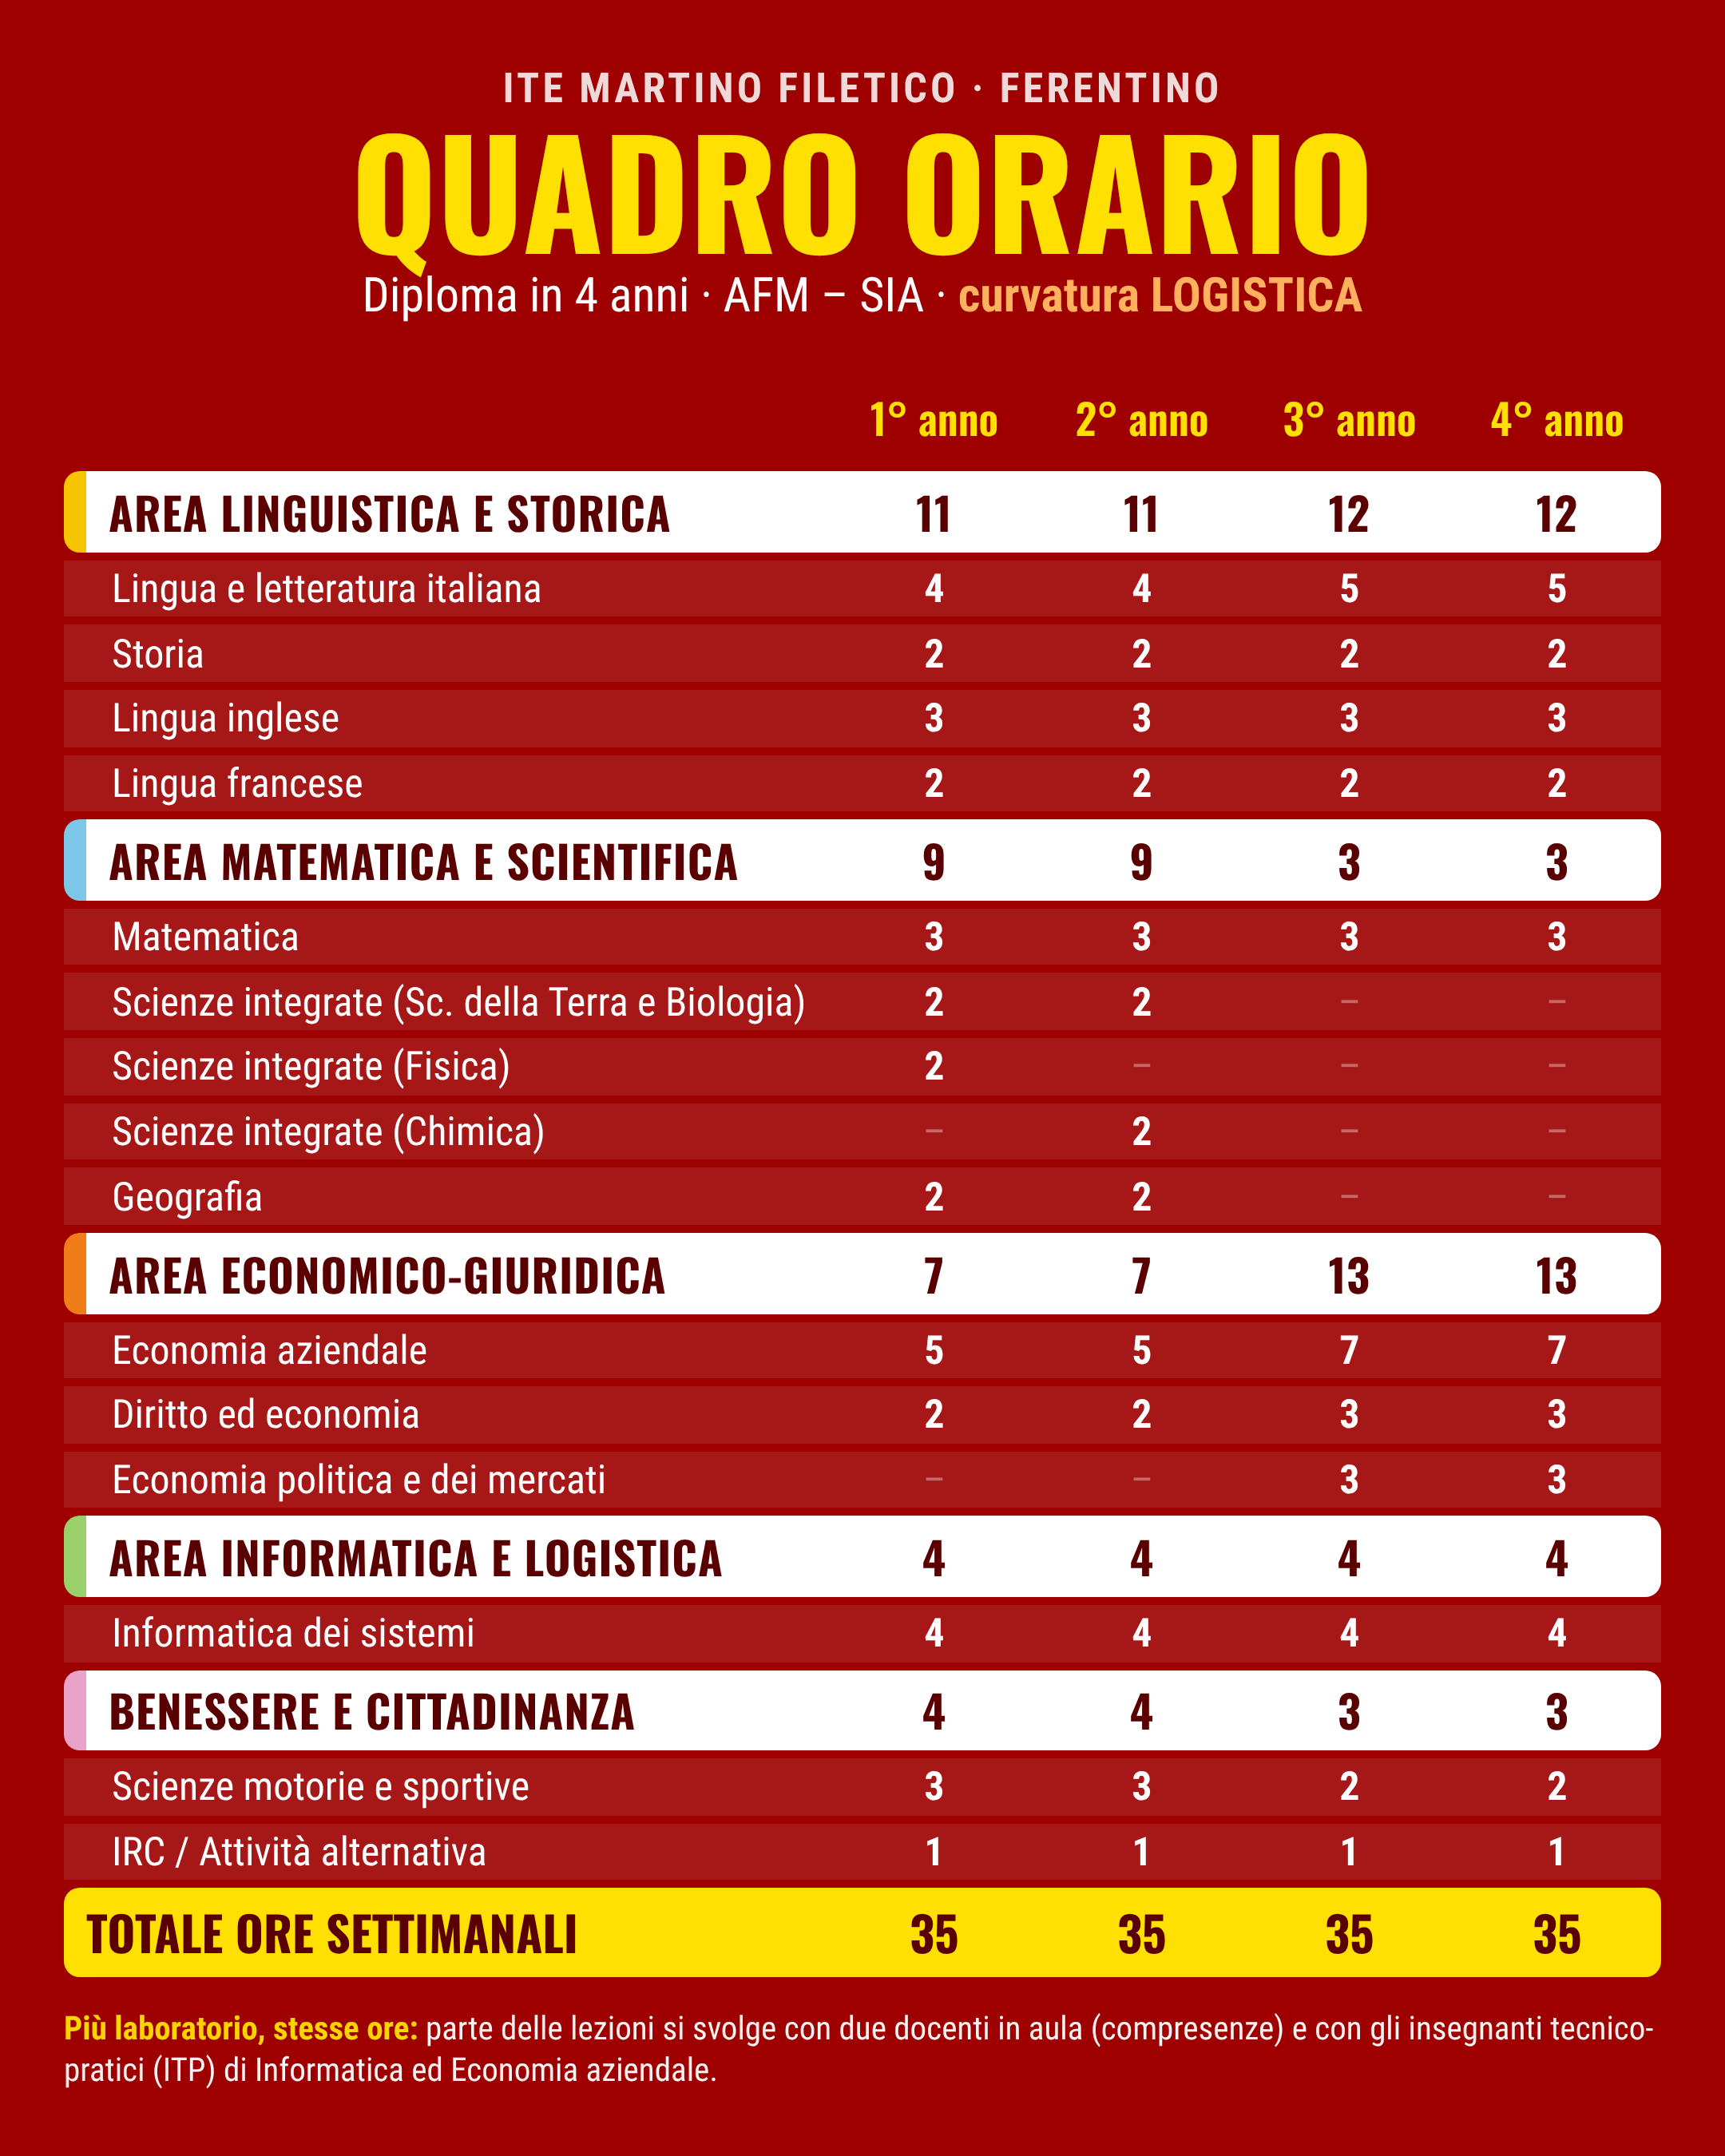 ITE MARTINO FILETICO · FERENTINO
QUADRO ORARIO
Diploma in 4 anni · AFM – SIA · curvatura LOGISTICA
1° anno 2° anno 3° anno 4° anno
AREA LINGUISTICA E STORICA 11 11 12 12
Lingua e letteratura italiana 4 4 5 5
Storia 2 2 2 2
Lingua inglese 3 3 3 3
Lingua francese 2 2 2 2
AREA MATEMATICA E SCIENTIFICA 9 9 3 3
Matematica 3 3 3 3
Scienze integrate (Sc. della Terra e Biologia) 2 2 – –
Scienze integrate (Fisica) 2 – – –
Scienze integrate (Chimica) – 2 – –
Geografia 2 2 – –
AREA ECONOMICO-GIURIDICA 7 7 13 13
Economia aziendale 5 5 7 7
Diritto ed economia 2 2 3 3
Economia politica e dei mercati – – 3 3
AREA INFORMATICA E LOGISTICA 4 4 4 4
Informatica dei sistemi 4 4 4 4
BENESSERE E CITTADINANZA 4 4 3 3
Scienze motorie e sportive 3 3 2 2
IRC / Attività alternativa 1 1 1 1
TOTALE ORE SETTIMANALI 35 35 35 35
Più laboratorio, stesse ore: parte delle lezioni si svolge con due docenti in aula (compresenze) e con gli insegnanti tecnico-
pratici (ITP) di Informatica ed Economia aziendale.